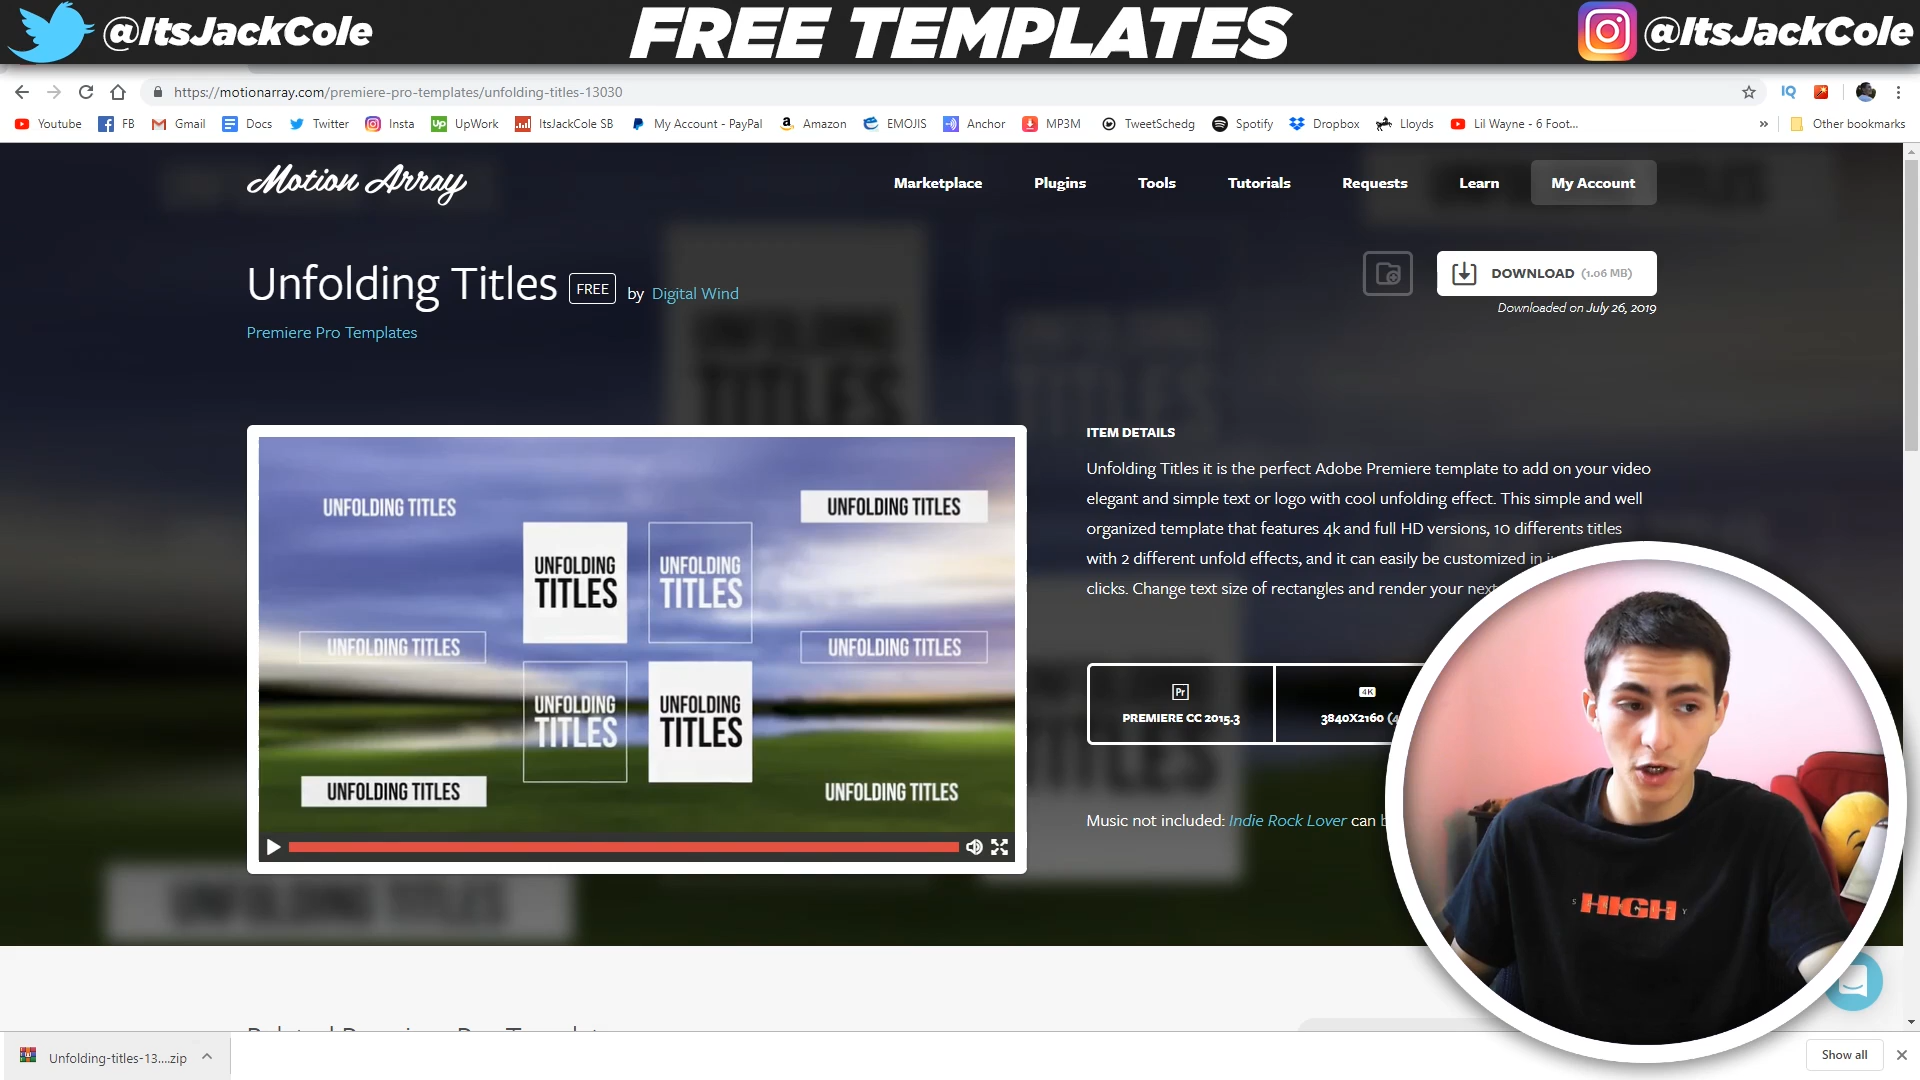 @ItsJackCole
FREE TEMPLATES
@ItsJackCole
https://motionarray.com/premiere-pro-templates/unfolding-titles-13030
IQ
Youtube
FB
Gmail
Docs
Twitter
Insta
Up
UpWork
ItsJackCole SB
My Account - PayPal
Amazon
EMOJIS
Anchor
MP3M
TweetSchedg
Spotify
Dropbox
Lloyds
Lil Wayne - 6 Foot...
»
Other bookmarks
Motion Array
Marketplace
Plugins
Tools
Tutorials
Requests
Learn
My Account
Unfolding Titles FREE by Digital Wind
DOWNLOAD (1.06 MB)
Downloaded on July 26, 2019
Premiere Pro Templates
UNFOLDING TITLES
UNFOLDING TITLES
UNFOLDING
TITLES
UNFOLDING
TITLES
UNFOLDING TITLES
UNFOLDING TITLES
UNFOLDING
TITLES
UNFOLDING
TITLES
UNFOLDING TITLES
UNFOLDING TITLES
ITEM DETAILS
Unfolding Titles it is the perfect Adobe Premiere template to add on your video
elegant and simple text or logo with cool unfolding effect. This simple and well
organized template that features 4k and full HD versions, 10 differents titles
with 2 different unfold effects, and it can easily be customized in
clicks. Change text size of rectangles and render your next
Pr
PREMIERE CC 2015.3
4K
3840X2160
Music not included: Indie Rock Lover can
HIGH
UNFOLDING TITLES
Unfolding-titles-13....zip
Show all